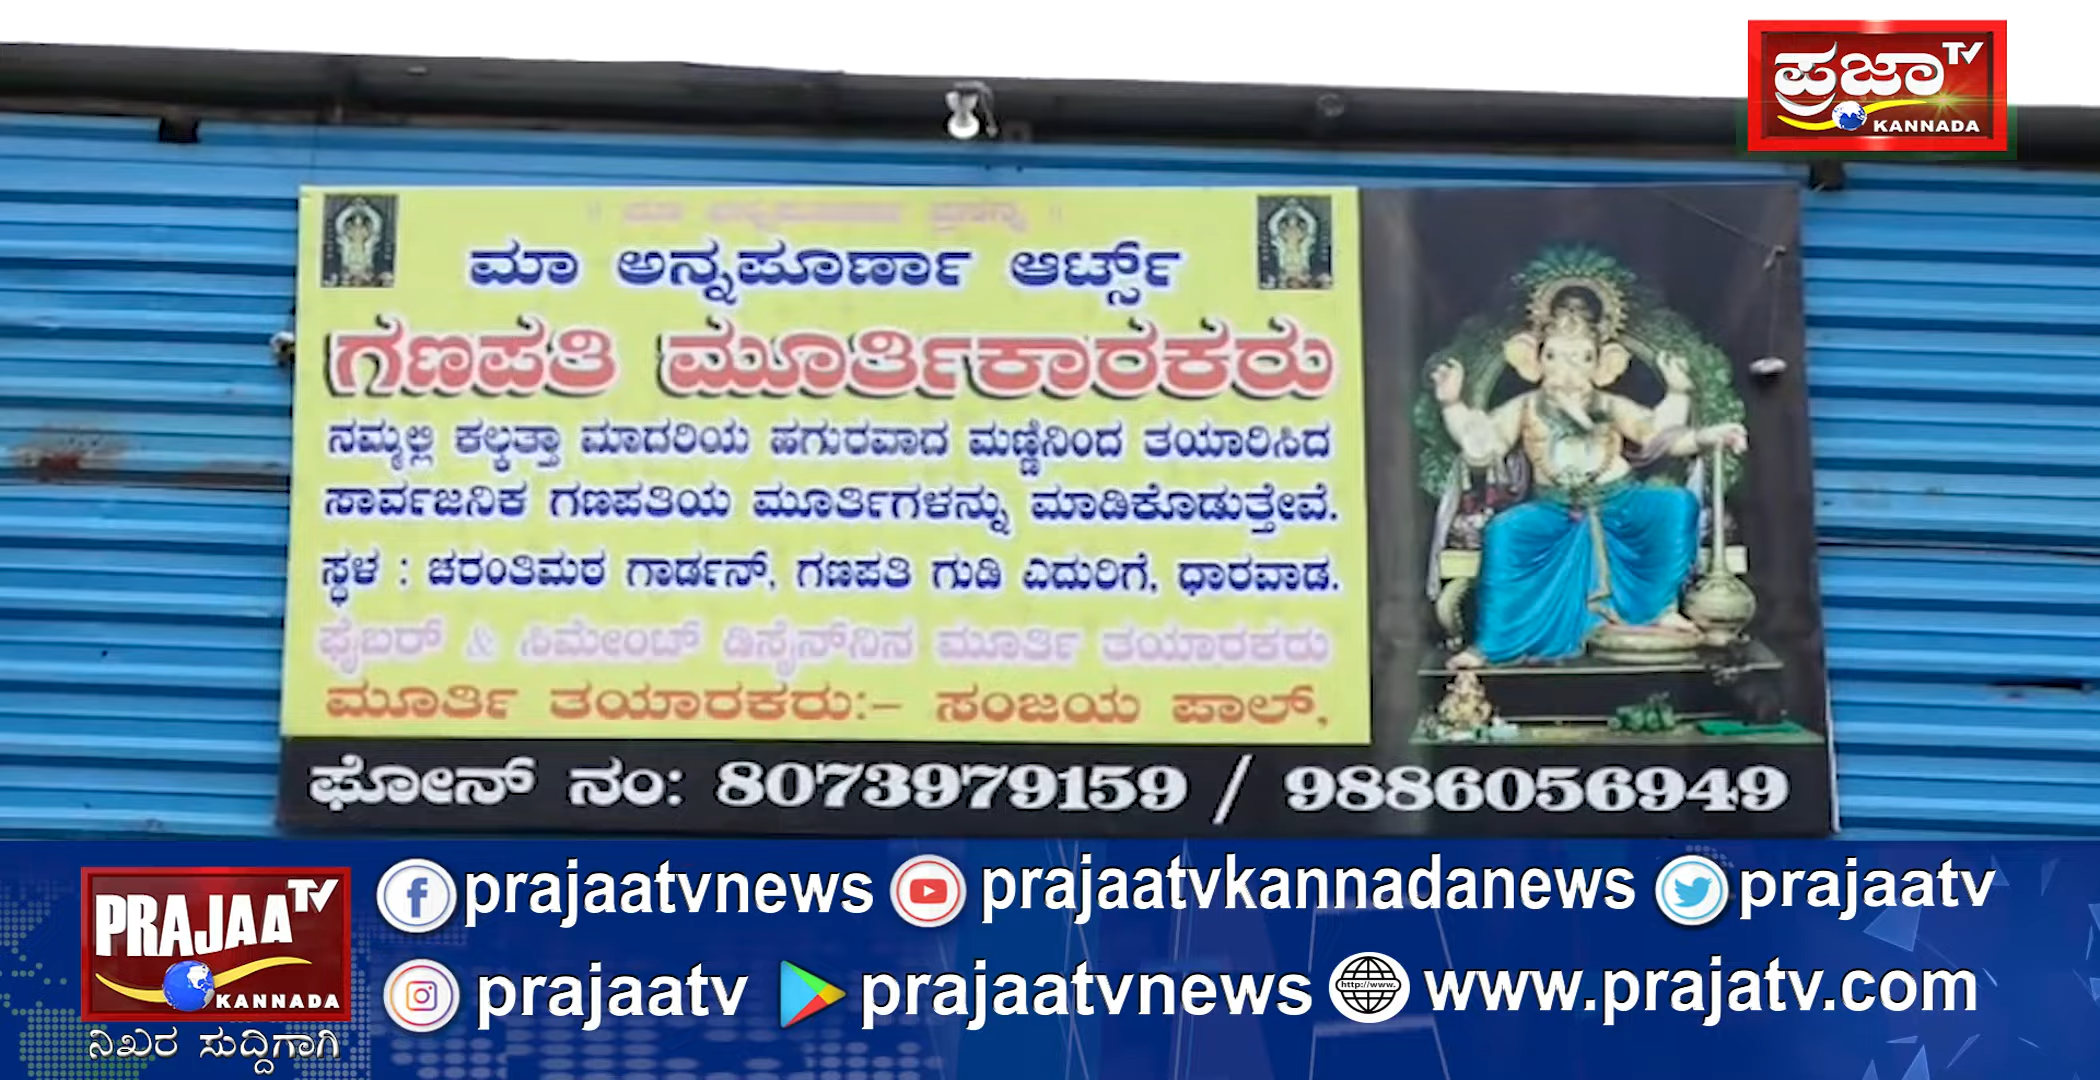 ಪ್ರಜಾ TV
KANNADA
ಮಾ ಅನ್ನಪೂರ್ಣಾ ಆರ್ಟ್ಸ್
ಗಣಪತಿ ಮೂರ್ತಿಕಾರಕರು
ನಮ್ಮಲ್ಲಿ ಕಲ್ಕತ್ತಾ ಮಾದರಿಯ ಹಗುರವಾದ ಮಣ್ಣಿನಿಂದ ತಯಾರಿಸಿದ
ಸಾರ್ವಜನಿಕ ಗಣಪತಿಯ ಮೂರ್ತಿಗಳನ್ನು ಮಾಡಿಕೊಡುತ್ತೇವೆ.
ಸ್ಥಳ : ಚರಂತಿಮಠ ಗಾರ್ಡನ್, ಗಣಪತಿ ಗುಡಿ ಎದುರಿಗೆ, ಧಾರವಾಡ.
ಫೈಬರ್ & ಸಿಮೇಂಟ್ ಡಿಸೈನ್‌ನಿನ ಮೂರ್ತಿ ತಯಾರಕರು
ಮೂರ್ತಿ ತಯಾರಕರು:- ಸಂಜಯ ಪಾಲ್,
ಫೋನ್ ನಂ: 8073979159 / 9886056949
PRAJAA TV
KANNADA
ನಿಖರ ಸುದ್ದಿಗಾಗಿ
prajaatvnews prajaatvkannadanews prajaatv
prajaatv prajaatvnews http://www. www.prajatv.com